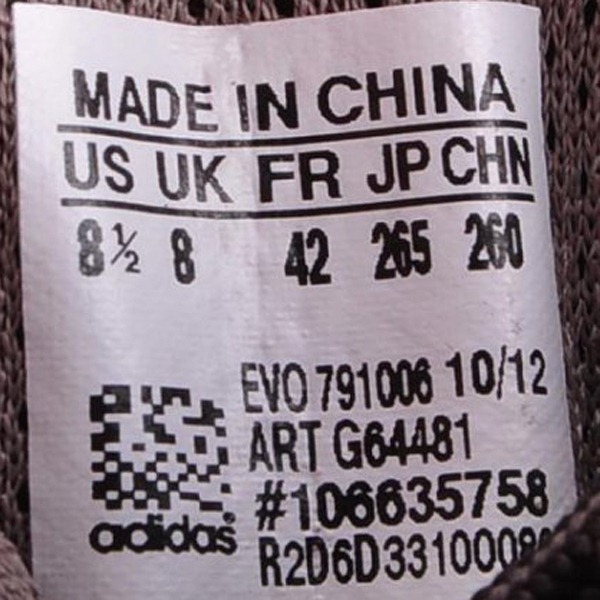 MADE IN CHINA
US UK FR JP CHN
8½ 8 42 265 260
EVO 791006 10/12
ART G64481
#106635758
adidas